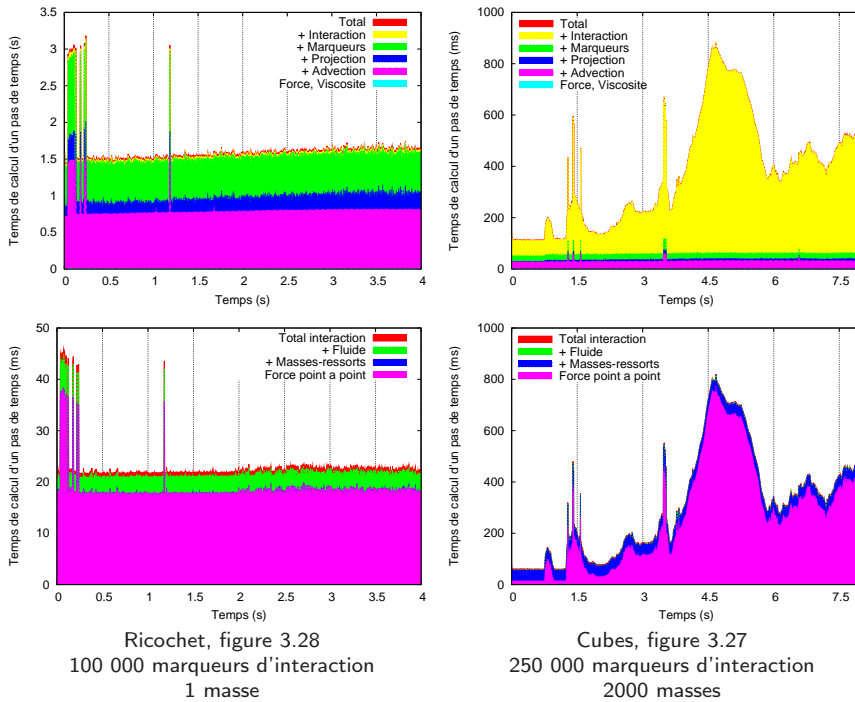 Temps de calcul d'un pas de temps (s)
3.5
3
2.5
2
1.5
1
0.5
0
Total
+ Interaction
+ Marqueurs
+ Projection
+ Advection
Force, Viscosite
0 0.5 1 1.5 2 2.5 3 3.5 4
Temps (s)
Temps de calcul d'un pas de temps (ms)
1000
800
600
400
200
0
Total
+ Interaction
+ Marqueurs
+ Projection
+ Advection
Force, Viscosite
0 1.5 3 4.5 6 7.5
Temps (s)
Temps de calcul d'un pas de temps (ms)
50
40
30
20
10
0
Total interaction
+ Fluide
+ Masses-ressorts
Force point a point
0 0.5 1 1.5 2 2.5 3 3.5 4
Temps (s)
Temps de calcul d'un pas de temps (ms)
1000
800
600
400
200
0
Total interaction
+ Fluide
+ Masses-ressorts
Force point a point
0 1.5 3 4.5 6 7.5
Temps (s)
Ricochet, figure 3.28
100 000 marqueurs d'interaction
1 masse
Cubes, figure 3.27
250 000 marqueurs d'interaction
2000 masses